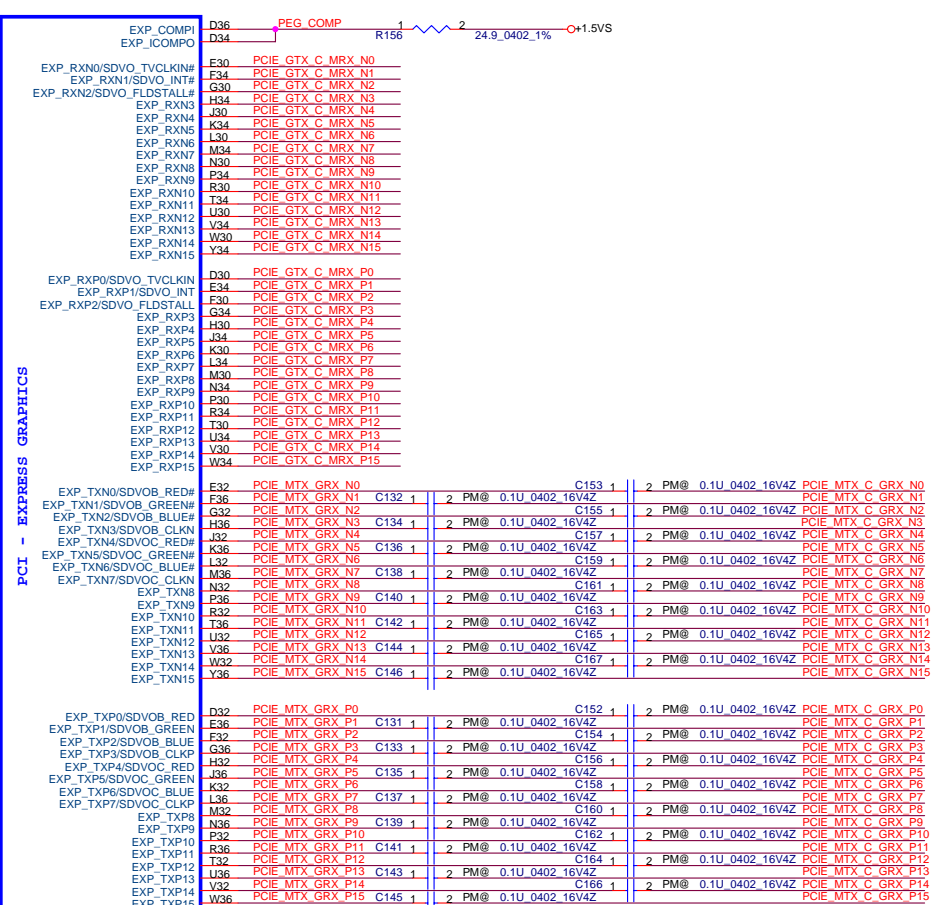 EXP_COMPI D36 PEG_COMP 1 R156 2 24.9_0402_1% +1.5VS
EXP_ICOMPO D34
EXP_RXN0/SDVO_TVCLKIN# E30 PCIE_GTX_C_MRX_N0
EXP_RXN1/SDVO_INT# F34 PCIE_GTX_C_MRX_N1
EXP_RXN2/SDVO_FLDSTALL# G30 PCIE_GTX_C_MRX_N2
EXP_RXN3 H34 PCIE_GTX_C_MRX_N3
EXP_RXN4 J30 PCIE_GTX_C_MRX_N4
EXP_RXN5 K34 PCIE_GTX_C_MRX_N5
EXP_RXN6 L30 PCIE_GTX_C_MRX_N6
EXP_RXN7 M34 PCIE_GTX_C_MRX_N7
EXP_RXN8 N30 PCIE_GTX_C_MRX_N8
EXP_RXN9 P34 PCIE_GTX_C_MRX_N9
EXP_RXN10 R30 PCIE_GTX_C_MRX_N10
EXP_RXN11 T34 PCIE_GTX_C_MRX_N11
EXP_RXN12 U30 PCIE_GTX_C_MRX_N12
EXP_RXN13 V34 PCIE_GTX_C_MRX_N13
EXP_RXN14 W30 PCIE_GTX_C_MRX_N14
EXP_RXN15 Y34 PCIE_GTX_C_MRX_N15
EXP_RXP0/SDVO_TVCLKIN D30 PCIE_GTX_C_MRX_P0
EXP_RXP1/SDVO_INT E34 PCIE_GTX_C_MRX_P1
EXP_RXP2/SDVO_FLDSTALL F30 PCIE_GTX_C_MRX_P2
EXP_RXP3 G34 PCIE_GTX_C_MRX_P3
EXP_RXP4 H30 PCIE_GTX_C_MRX_P4
EXP_RXP5 J34 PCIE_GTX_C_MRX_P5
EXP_RXP6 K30 PCIE_GTX_C_MRX_P6
EXP_RXP7 L34 PCIE_GTX_C_MRX_P7
EXP_RXP8 M30 PCIE_GTX_C_MRX_P8
EXP_RXP9 N34 PCIE_GTX_C_MRX_P9
EXP_RXP10 P30 PCIE_GTX_C_MRX_P10
EXP_RXP11 R34 PCIE_GTX_C_MRX_P11
EXP_RXP12 T30 PCIE_GTX_C_MRX_P12
EXP_RXP13 U34 PCIE_GTX_C_MRX_P13
EXP_RXP14 V30 PCIE_GTX_C_MRX_P14
EXP_RXP15 W34 PCIE_GTX_C_MRX_P15
PCI - EXPRESS GRAPHICS
EXP_TXN0/SDVOB_RED# E32 PCIE_MTX_GRX_N0 C153 1 2 PM@ 0.1U_0402_16V4Z PCIE_MTX_C_GRX_N0
EXP_TXN1/SDVOB_GREEN# F36 PCIE_MTX_GRX_N1 C132 1 2 PM@ 0.1U_0402_16V4Z PCIE_MTX_C_GRX_N1
EXP_TXN2/SDVOB_BLUE# G32 PCIE_MTX_GRX_N2 C155 1 2 PM@ 0.1U_0402_16V4Z PCIE_MTX_C_GRX_N2
EXP_TXN3/SDVOB_CLKN H36 PCIE_MTX_GRX_N3 C134 1 2 PM@ 0.1U_0402_16V4Z PCIE_MTX_C_GRX_N3
EXP_TXN4/SDVOC_RED# J32 PCIE_MTX_GRX_N4 C157 1 2 PM@ 0.1U_0402_16V4Z PCIE_MTX_C_GRX_N4
EXP_TXN5/SDVOC_GREEN# K36 PCIE_MTX_GRX_N5 C136 1 2 PM@ 0.1U_0402_16V4Z PCIE_MTX_C_GRX_N5
EXP_TXN6/SDVOC_BLUE# L32 PCIE_MTX_GRX_N6 C159 1 2 PM@ 0.1U_0402_16V4Z PCIE_MTX_C_GRX_N6
EXP_TXN7/SDVOC_CLKN M36 PCIE_MTX_GRX_N7 C138 1 2 PM@ 0.1U_0402_16V4Z PCIE_MTX_C_GRX_N7
EXP_TXN8 N32 PCIE_MTX_GRX_N8 C161 1 2 PM@ 0.1U_0402_16V4Z PCIE_MTX_C_GRX_N8
EXP_TXN9 P36 PCIE_MTX_GRX_N9 C140 1 2 PM@ 0.1U_0402_16V4Z PCIE_MTX_C_GRX_N9
EXP_TXN10 R32 PCIE_MTX_GRX_N10 C163 1 2 PM@ 0.1U_0402_16V4Z PCIE_MTX_C_GRX_N10
EXP_TXN11 T36 PCIE_MTX_GRX_N11 C142 1 2 PM@ 0.1U_0402_16V4Z PCIE_MTX_C_GRX_N11
EXP_TXN12 U32 PCIE_MTX_GRX_N12 C165 1 2 PM@ 0.1U_0402_16V4Z PCIE_MTX_C_GRX_N12
EXP_TXN13 V36 PCIE_MTX_GRX_N13 C144 1 2 PM@ 0.1U_0402_16V4Z PCIE_MTX_C_GRX_N13
EXP_TXN14 W32 PCIE_MTX_GRX_N14 C167 1 2 PM@ 0.1U_0402_16V4Z PCIE_MTX_C_GRX_N14
EXP_TXN15 Y36 PCIE_MTX_GRX_N15 C146 1 2 PM@ 0.1U_0402_16V4Z PCIE_MTX_C_GRX_N15
EXP_TXP0/SDVOB_RED D32 PCIE_MTX_GRX_P0 C152 1 2 PM@ 0.1U_0402_16V4Z PCIE_MTX_C_GRX_P0
EXP_TXP1/SDVOB_GREEN E36 PCIE_MTX_GRX_P1 C131 1 2 PM@ 0.1U_0402_16V4Z PCIE_MTX_C_GRX_P1
EXP_TXP2/SDVOB_BLUE F32 PCIE_MTX_GRX_P2 C154 1 2 PM@ 0.1U_0402_16V4Z PCIE_MTX_C_GRX_P2
EXP_TXP3/SDVOB_CLKP G36 PCIE_MTX_GRX_P3 C133 1 2 PM@ 0.1U_0402_16V4Z PCIE_MTX_C_GRX_P3
EXP_TXP4/SDVOC_RED H32 PCIE_MTX_GRX_P4 C156 1 2 PM@ 0.1U_0402_16V4Z PCIE_MTX_C_GRX_P4
EXP_TXP5/SDVOC_GREEN J36 PCIE_MTX_GRX_P5 C135 1 2 PM@ 0.1U_0402_16V4Z PCIE_MTX_C_GRX_P5
EXP_TXP6/SDVOC_BLUE K32 PCIE_MTX_GRX_P6 C158 1 2 PM@ 0.1U_0402_16V4Z PCIE_MTX_C_GRX_P6
EXP_TXP7/SDVOC_CLKP L36 PCIE_MTX_GRX_P7 C137 1 2 PM@ 0.1U_0402_16V4Z PCIE_MTX_C_GRX_P7
EXP_TXP8 M32 PCIE_MTX_GRX_P8 C160 1 2 PM@ 0.1U_0402_16V4Z PCIE_MTX_C_GRX_P8
EXP_TXP9 N36 PCIE_MTX_GRX_P9 C139 1 2 PM@ 0.1U_0402_16V4Z PCIE_MTX_C_GRX_P9
EXP_TXP10 P32 PCIE_MTX_GRX_P10 C162 1 2 PM@ 0.1U_0402_16V4Z PCIE_MTX_C_GRX_P10
EXP_TXP11 R36 PCIE_MTX_GRX_P11 C141 1 2 PM@ 0.1U_0402_16V4Z PCIE_MTX_C_GRX_P11
EXP_TXP12 T32 PCIE_MTX_GRX_P12 C164 1 2 PM@ 0.1U_0402_16V4Z PCIE_MTX_C_GRX_P12
EXP_TXP13 U36 PCIE_MTX_GRX_P13 C143 1 2 PM@ 0.1U_0402_16V4Z PCIE_MTX_C_GRX_P13
EXP_TXP14 V32 PCIE_MTX_GRX_P14 C166 1 2 PM@ 0.1U_0402_16V4Z PCIE_MTX_C_GRX_P14
EXP_TXP15 W36 PCIE_MTX_GRX_P15 C145 1 2 PM@ 0.1U_0402_16V4Z PCIE_MTX_C_GRX_P15